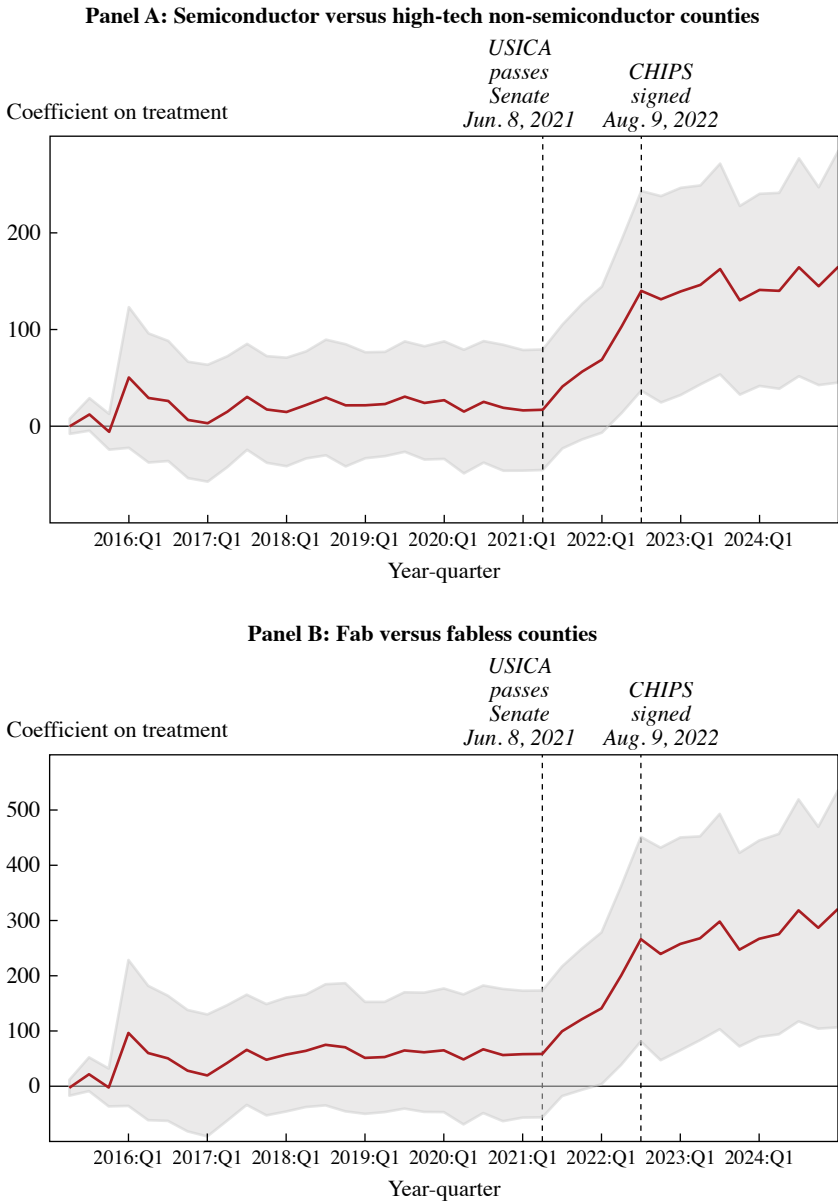 Panel A: Semiconductor versus high-tech non-semiconductor counties
USICA
passes
Senate
Jun. 8, 2021
CHIPS
signed
Aug. 9, 2022
Coefficient on treatment
200
100
0
2016:Q1 2017:Q1 2018:Q1 2019:Q1 2020:Q1 2021:Q1 2022:Q1 2023:Q1 2024:Q1
Year-quarter
Panel B: Fab versus fabless counties
USICA
passes
Senate
Jun. 8, 2021
CHIPS
signed
Aug. 9, 2022
Coefficient on treatment
500
400
300
200
100
0
2016:Q1 2017:Q1 2018:Q1 2019:Q1 2020:Q1 2021:Q1 2022:Q1 2023:Q1 2024:Q1
Year-quarter